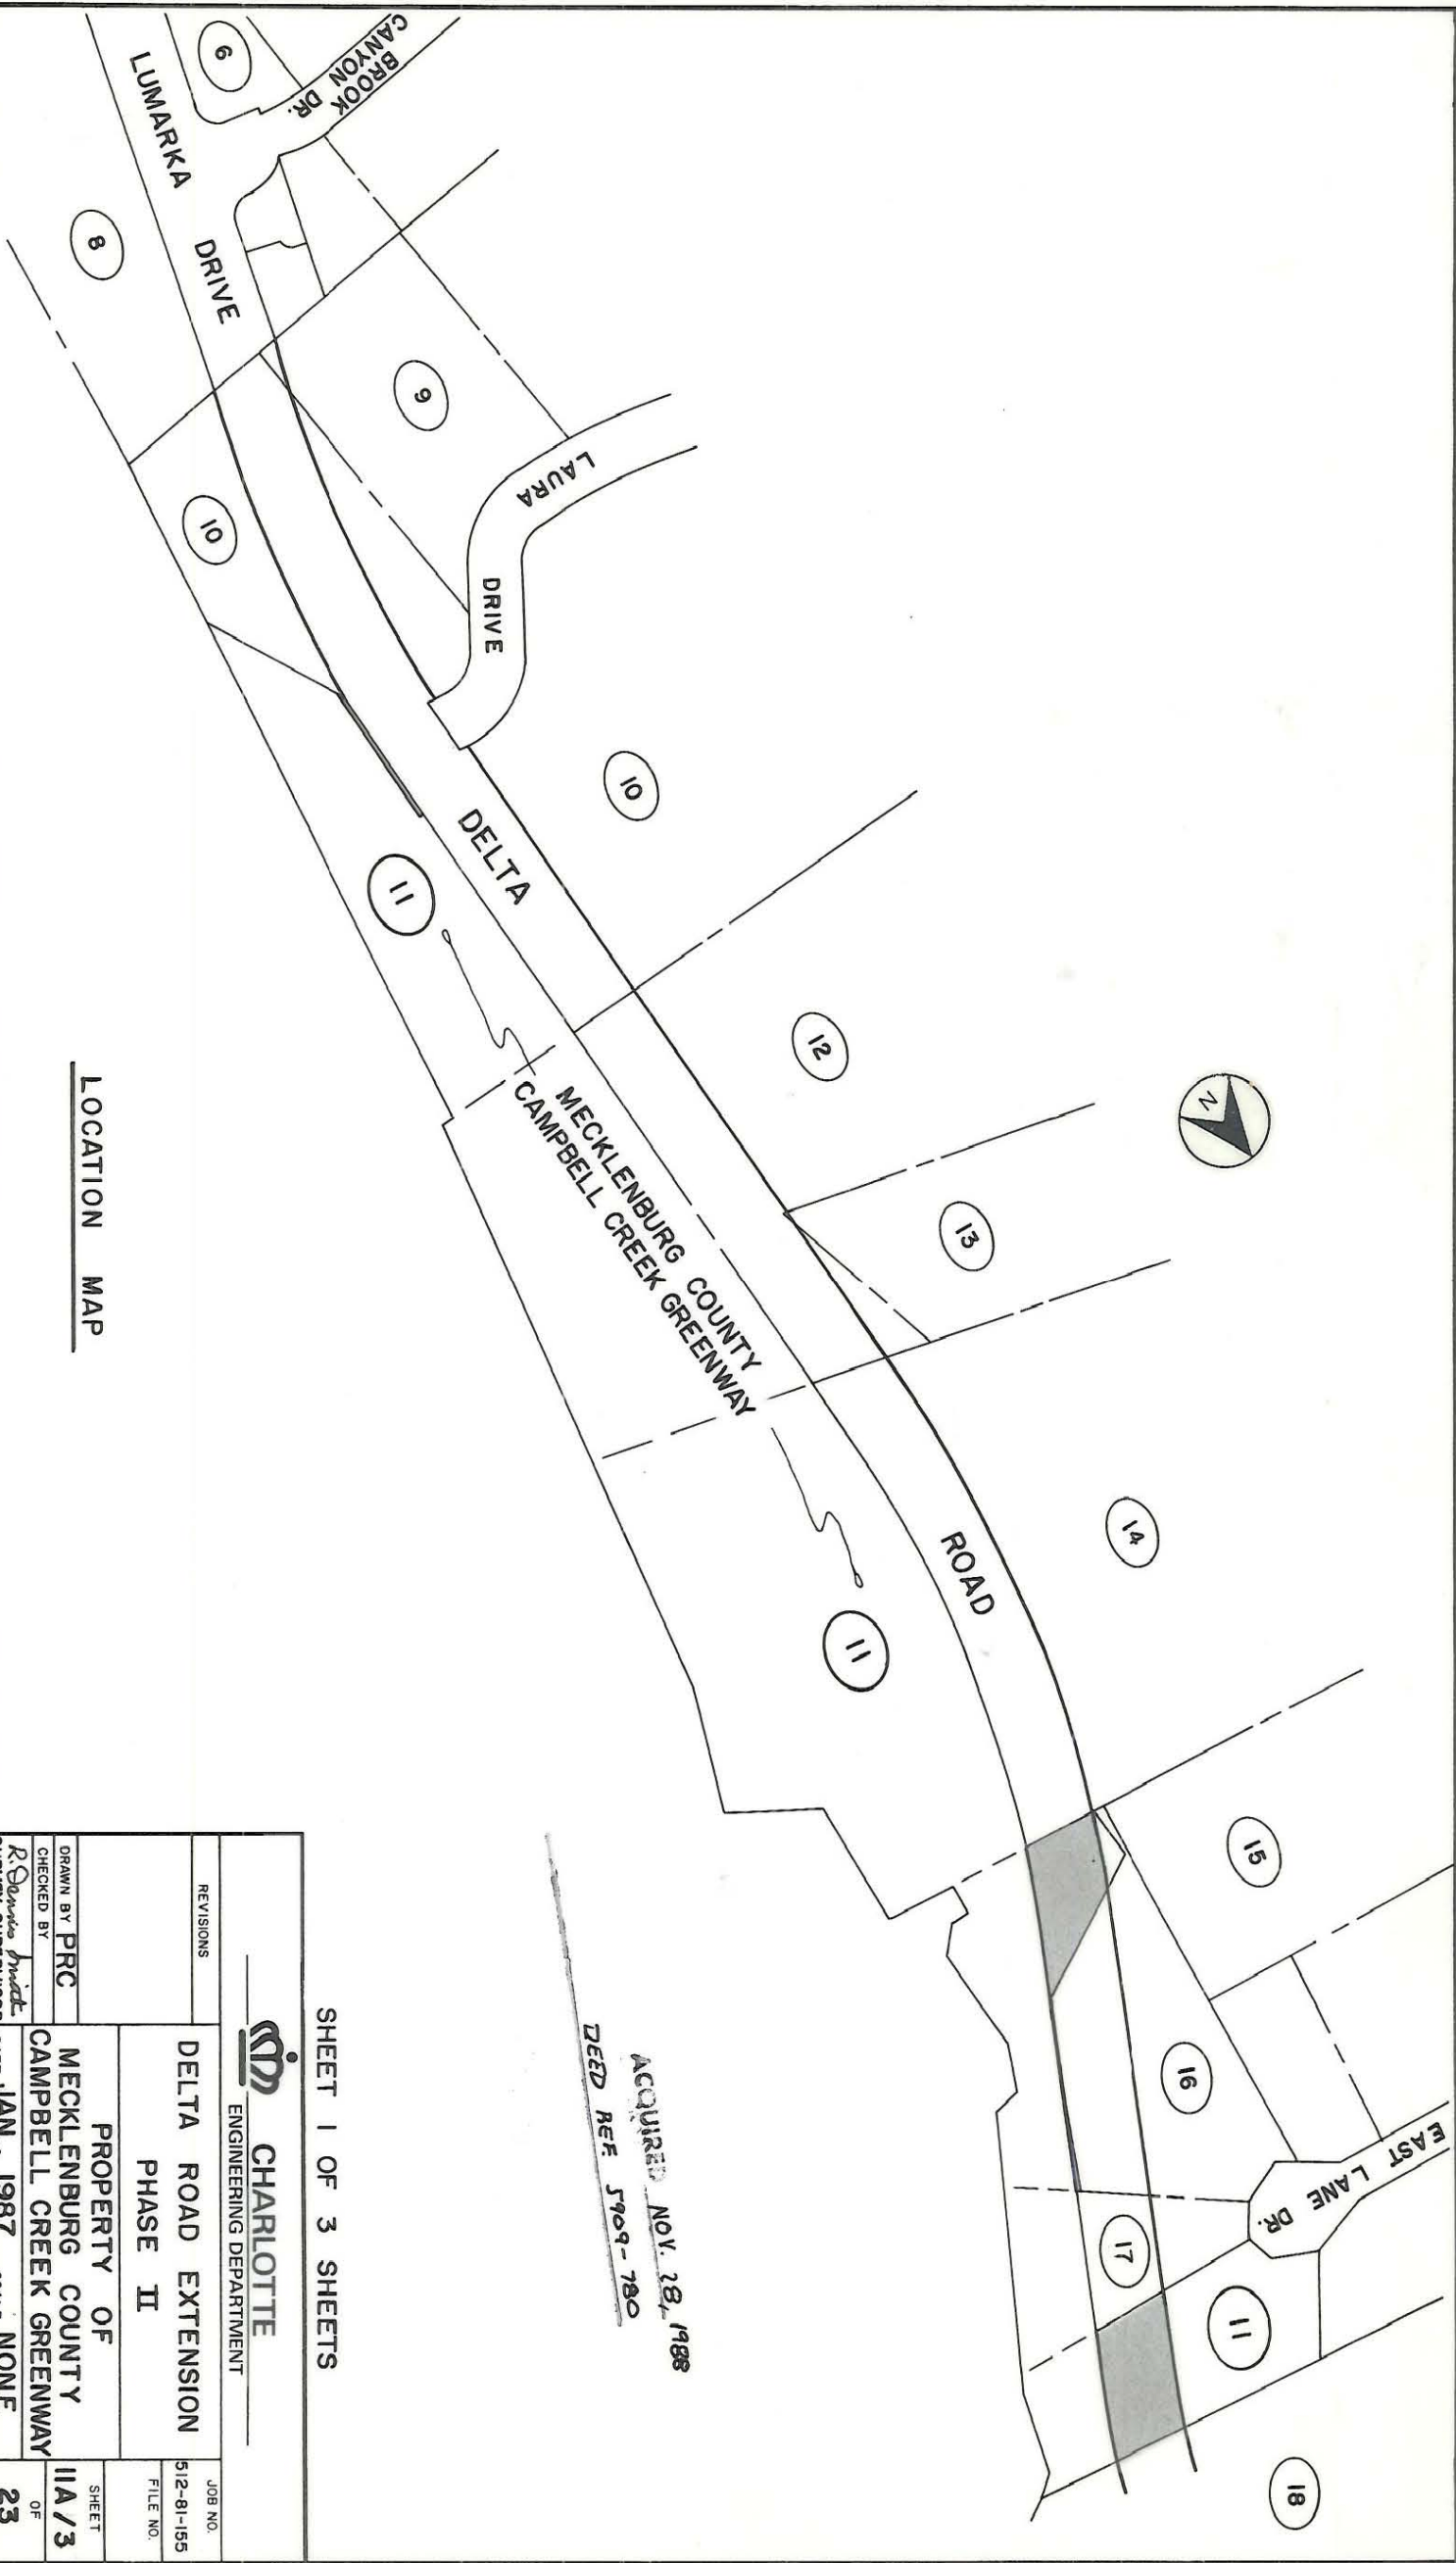 BROOK
CANYON
DR.
6
LUMARKA DRIVE
8
9
LAURA DRIVE
10
10
DELTA ROAD
11
12
N
MECKLENBURG COUNTY
CAMPBELL CREEK GREENWAY
13
14
11
15
16
EAST LANE DR.
17
11
18
LOCATION MAP
ACQUIRED NOV. 28, 1988
DEED REF. 5909-780
SHEET 1 OF 3 SHEETS
CHARLOTTE
ENGINEERING DEPARTMENT
REVISIONS
DELTA ROAD EXTENSION
PHASE II
JOB NO.
512-81-155
FILE NO.
PROPERTY OF
MECKLENBURG COUNTY
CAMPBELL CREEK GREENWAY
DRAWN BY PRC
CHECKED BY
R. Dennis Smith
SHEET
11A/3
OF
23
JAN. 1987
NONE